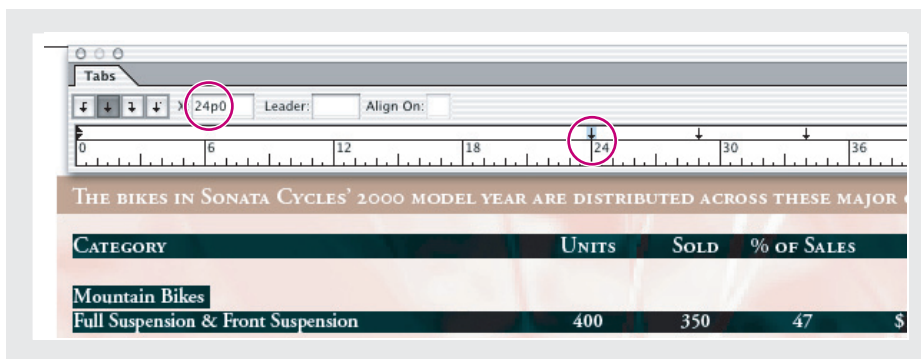 Tabs
X: 24p0 Leader: Align On:
0 6 12 18 24 30 36
THE BIKES IN SONATA CYCLES' 2000 MODEL YEAR ARE DISTRIBUTED ACROSS THESE MAJOR
CATEGORY UNITS SOLD % OF SALES
Mountain Bikes
Full Suspension & Front Suspension 400 350 47 $